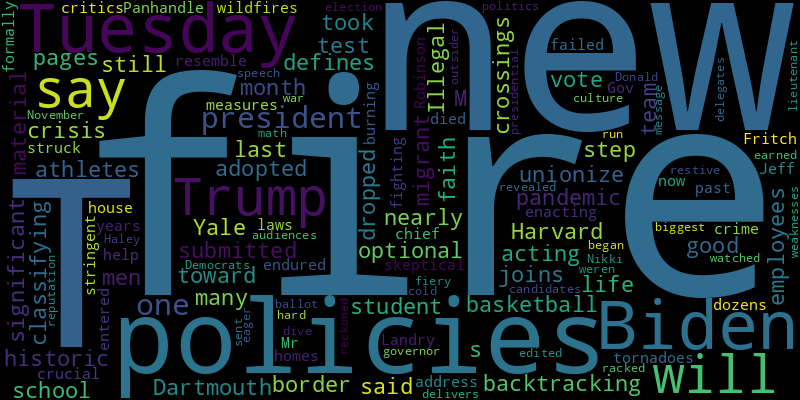 formally
critics Panhandle wildfires
election
politics
Tuesday
new
took
lieutenant
pages still
test
resemble
defines
Illegal
outsider
crossings
failed
speech
Robinson
say
material
November
month
measures war
president
M
vote
Donald
culture
Gov
team
message
delegates
crisis
struck
math
burning
died
presidential
run
Fritch
earned
athletes
last
adopted
dropped
fighting
migrant
faith
step
unionize
now
restive
past
Jeff
fire
T
Trump
revealed
pandemic
enacting
house
years
Haley
help
men
stringent
significant
classifying
reputation
Yale laws
audiences
submitted
Democrats endured
toward
nearly
chief
optional
skeptical
Harvard
acting
began
Nikki
weren
biggest crime
good
watched
employees
weaknesses
entered
many
one
fiery
cold
joins
life
candidates
ballot
hard
student
basketball
dozens
Biden
policies
sent
eager
dive
Mr
homes
reckoned
Landry
governor
s
edited
tornadoes
racked
historic
crucial
school
Dartmouth
border
said
address
delivers
backtracking
will